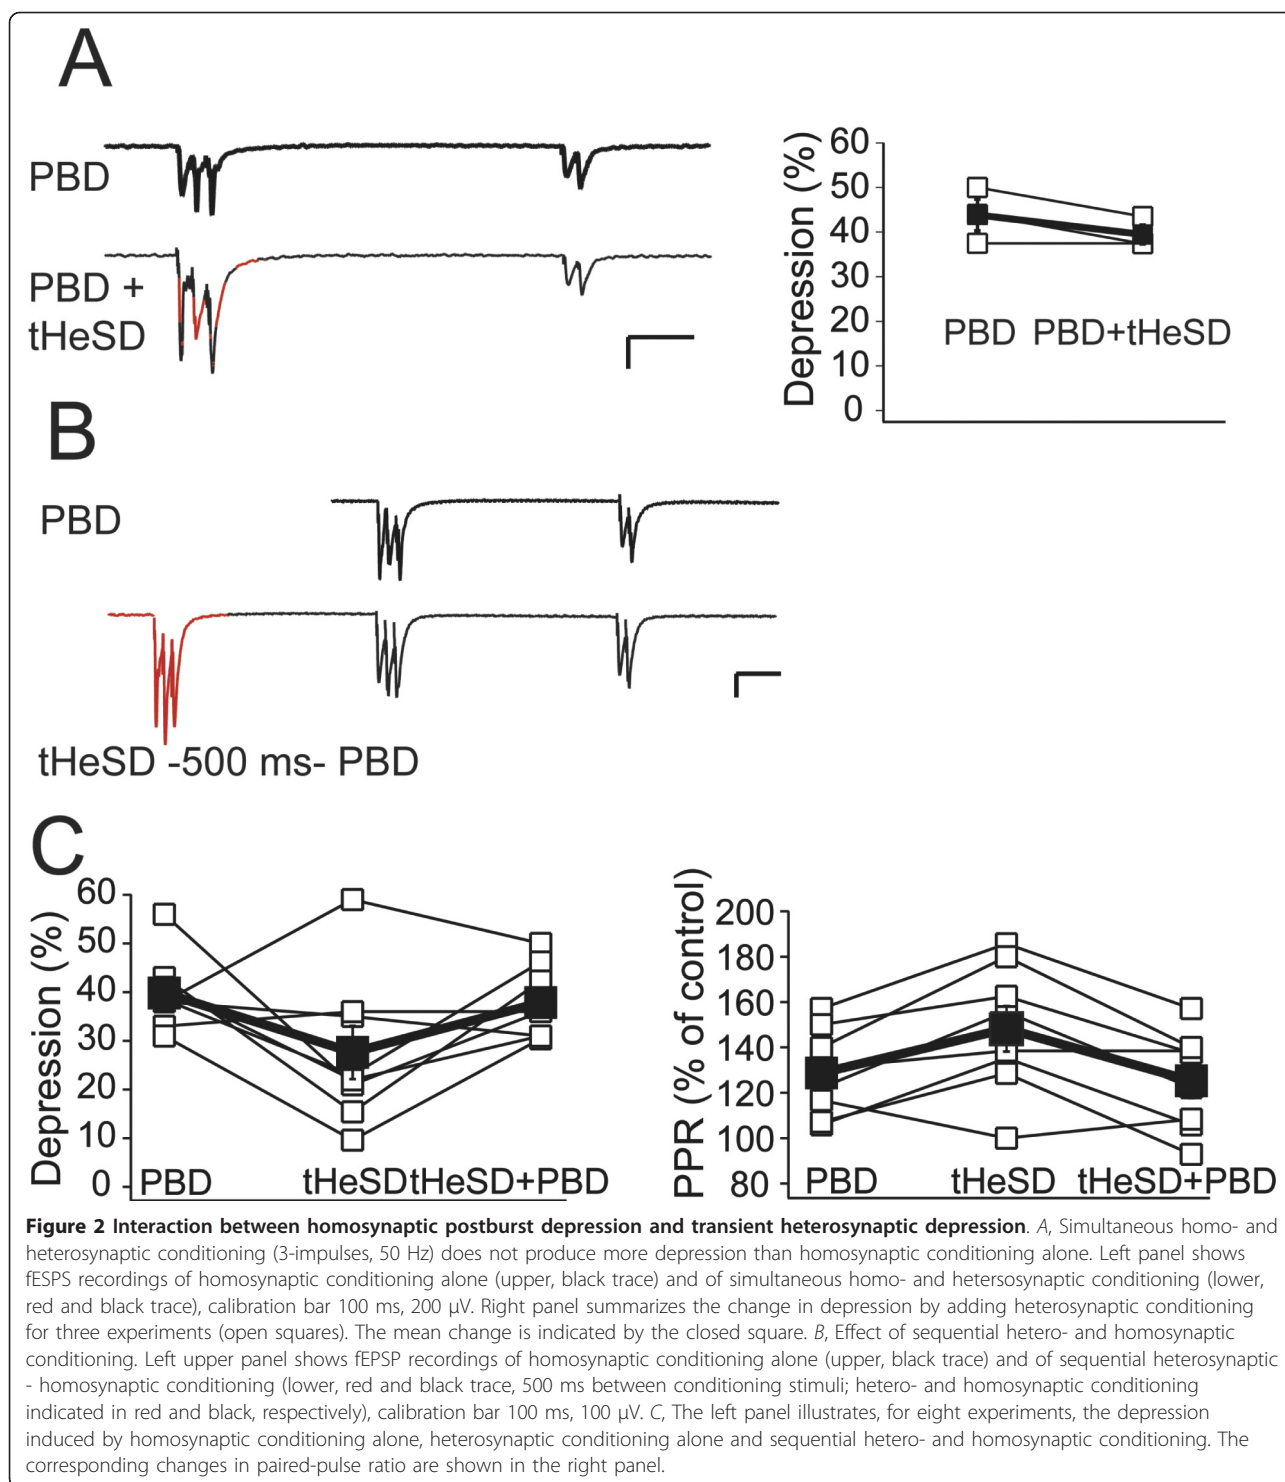 A
PBD
PBD +
tHeSD
Depression (%)
60
50
40
30
20
10
0
PBD PBD+tHeSD
B
PBD
tHeSD -500 ms- PBD
C
Depression (%)
60
50
40
30
20
10
0
PBD tHeSD tHeSD+PBD
PPR (% of control)
200
180
160
140
120
100
80
PBD tHeSD tHeSD+PBD
Figure 2 Interaction between homosynaptic postburst depression and transient heterosynaptic depression. A, Simultaneous homo- and
heterosynaptic conditioning (3-impulses, 50 Hz) does not produce more depression than homosynaptic conditioning alone. Left panel shows
fESPS recordings of homosynaptic conditioning alone (upper, black trace) and of simultaneous homo- and hetersosynaptic conditioning (lower,
red and black trace), calibration bar 100 ms, 200 μV. Right panel summarizes the change in depression by adding heterosynaptic conditioning
for three experiments (open squares). The mean change is indicated by the closed square. B, Effect of sequential hetero- and homosynaptic
conditioning. Left upper panel shows fEPSP recordings of homosynaptic conditioning alone (upper, black trace) and of sequential heterosynaptic
- homosynaptic conditioning (lower, red and black trace, 500 ms between conditioning stimuli; hetero- and homosynaptic conditioning
indicated in red and black, respectively), calibration bar 100 ms, 100 μV. C, The left panel illustrates, for eight experiments, the depression
induced by homosynaptic conditioning alone, heterosynaptic conditioning alone and sequential hetero- and homosynaptic conditioning. The
corresponding changes in paired-pulse ratio are shown in the right panel.